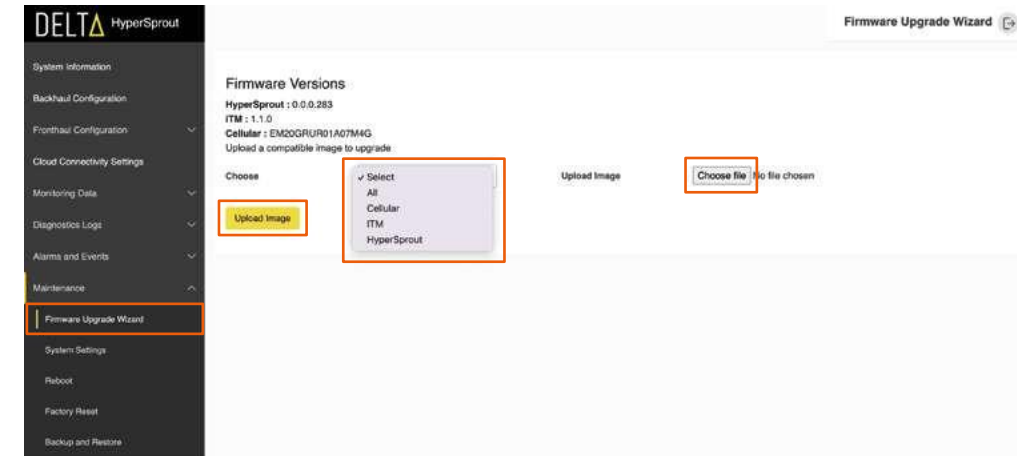 DELTA HyperSprout
Firmware Upgrade Wizard
System Information
Backhaul Configuration
Fronthaul Configuration
Cloud Connectivity Settings
Monitoring Data
Diagnostics Logs
Alarms and Events
Maintenance
Firmware Upgrade Wizard
System Settings
Reboot
Factory Reset
Backup and Restore
Firmware Versions
HyperSprout : 0.0.0.283
ITM : 1.1.0
Cellular : EM20GRUR01A07M4G
Upload a compatible image to upgrade
Choose
✓ Select
All
Cellular
ITM
HyperSprout
Upload Image
Choose file No file chosen
Upload Image